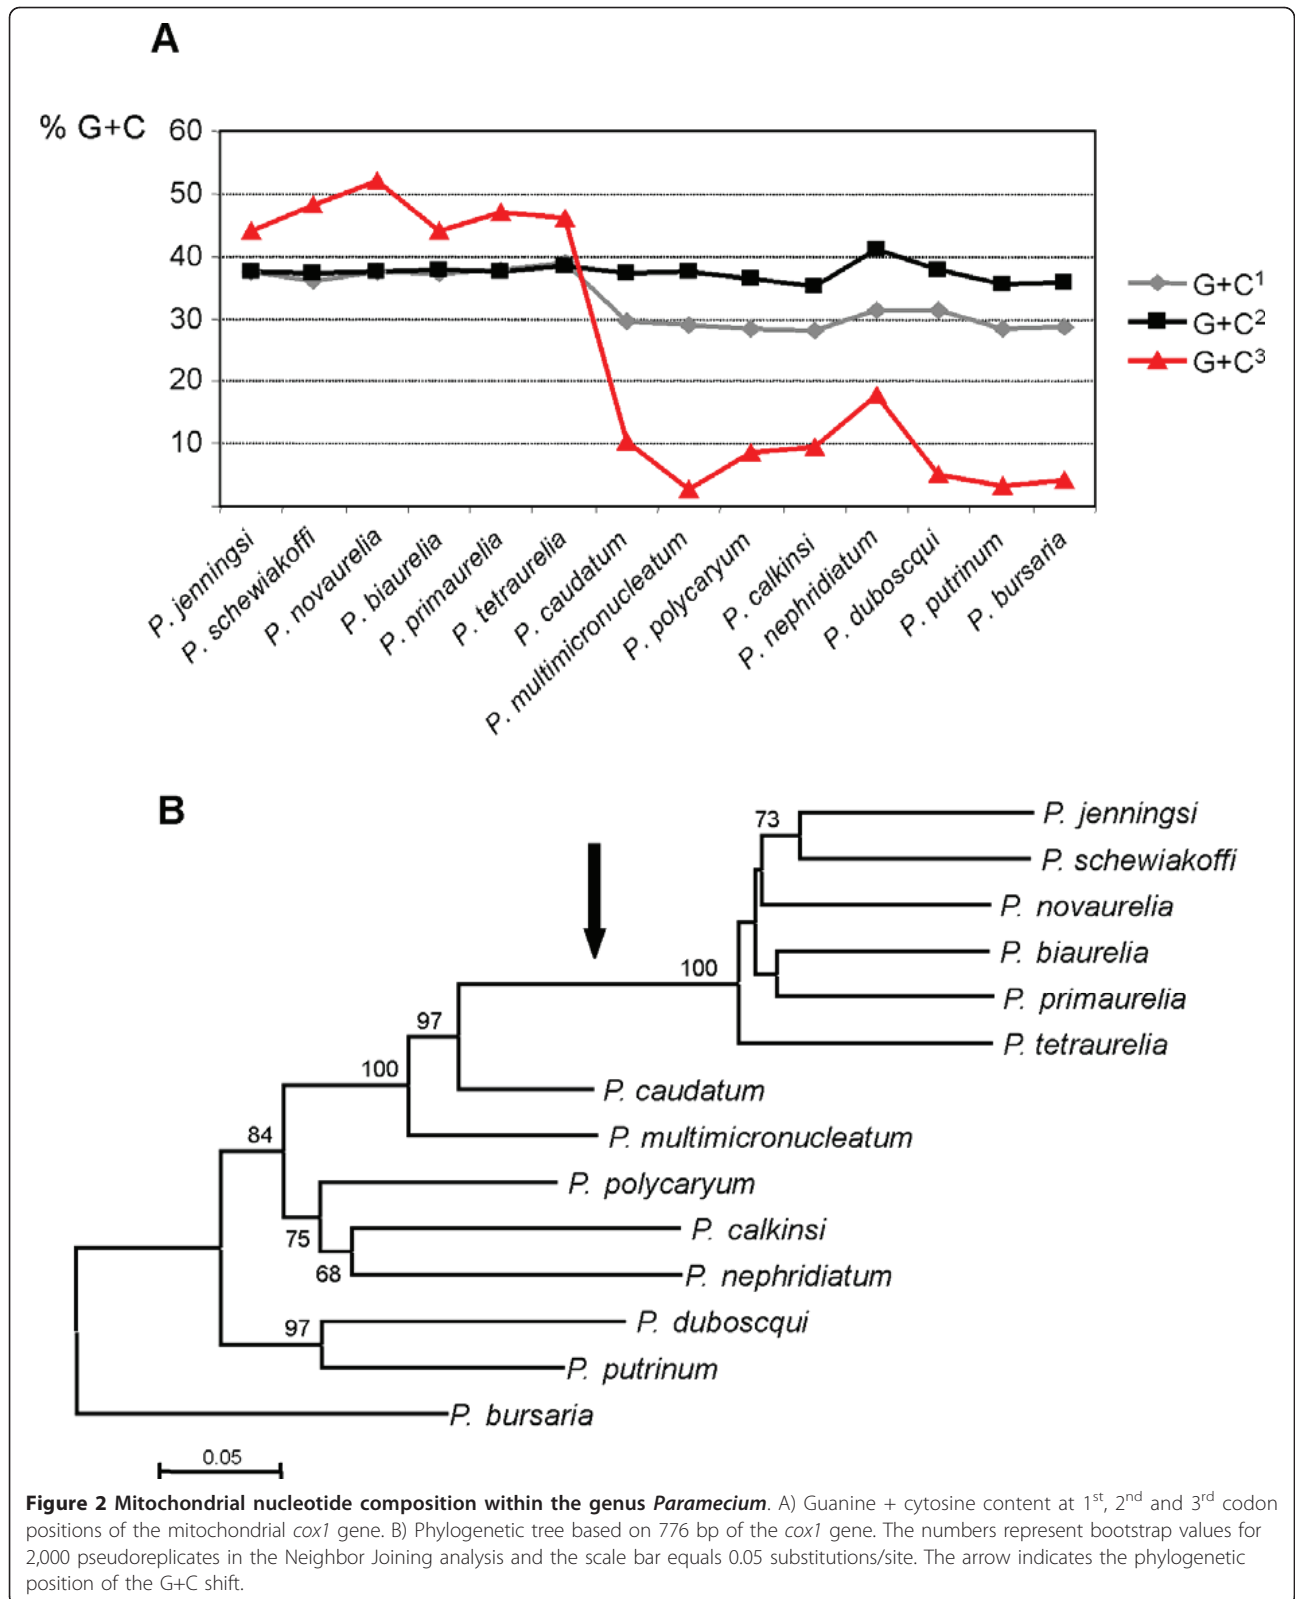 A
% G+C
60
50
40
30
20
10
G+C¹
G+C²
G+C³
P. jenningsi
P. schewiakoffi
P. novaurelia
P. biaurelia
P. primaurelia
P. tetraurelia
P. caudatum
P. multimicronucleatum
P. polycaryum
P. calkinsi
P. nephridiatum
P. duboscqui
P. putrinum
P. bursaria
B
73
P. jenningsi
P. schewiakoffi
P. novaurelia
P. biaurelia
100
P. primaurelia
97
P. tetraurelia
100
P. caudatum
84
P. multimicronucleatum
P. polycaryum
75
P. calkinsi
68
P. nephridiatum
97
P. duboscqui
P. putrinum
P. bursaria
0.05
Figure 2 Mitochondrial nucleotide composition within the genus Paramecium. A) Guanine + cytosine content at 1st, 2nd and 3rd codon
positions of the mitochondrial cox1 gene. B) Phylogenetic tree based on 776 bp of the cox1 gene. The numbers represent bootstrap values for
2,000 pseudoreplicates in the Neighbor Joining analysis and the scale bar equals 0.05 substitutions/site. The arrow indicates the phylogenetic
position of the G+C shift.